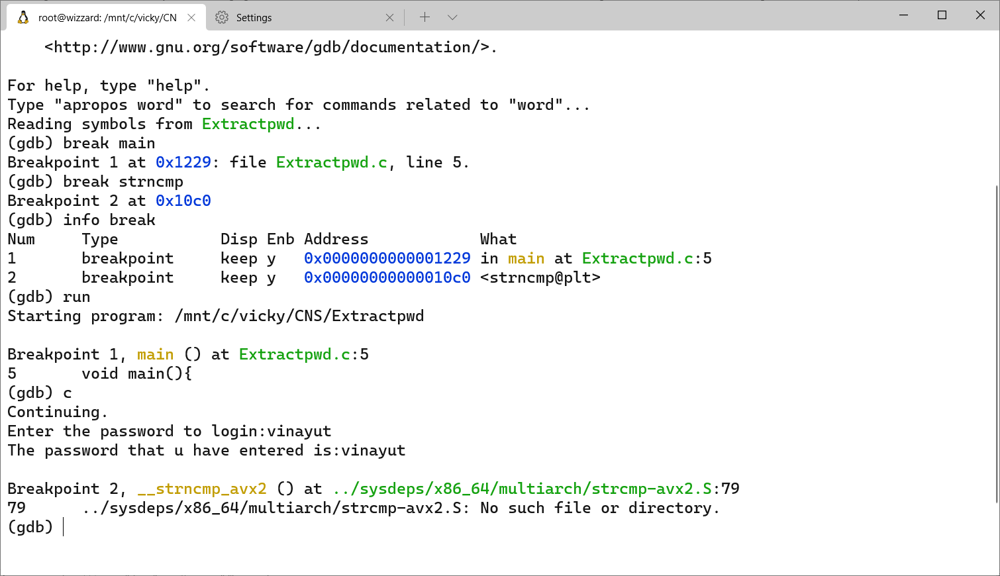 root@wizzard: /mnt/c/vicky/CN
Settings
<http://www.gnu.org/software/gdb/documentation/>.
For help, type "help".
Type "apropos word" to search for commands related to "word"...
Reading symbols from Extractpwd...
(gdb) break main
Breakpoint 1 at 0x1229: file Extractpwd.c, line 5.
(gdb) break strncmp
Breakpoint 2 at 0x10c0
(gdb) info break
Num     Type           Disp Enb Address            What
1       breakpoint     keep y   0x0000000000001229 in main at Extractpwd.c:5
2       breakpoint     keep y   0x00000000000010c0 <strncmp@plt>
(gdb) run
Starting program: /mnt/c/vicky/CNS/Extractpwd
Breakpoint 1, main () at Extractpwd.c:5
5       void main(){
(gdb) c
Continuing.
Enter the password to login:vinayut
The password that u have entered is:vinayut
Breakpoint 2, __strncmp_avx2 () at ../sysdeps/x86_64/multiarch/strcmp-avx2.S:79
79      ../sysdeps/x86_64/multiarch/strcmp-avx2.S: No such file or directory.
(gdb)